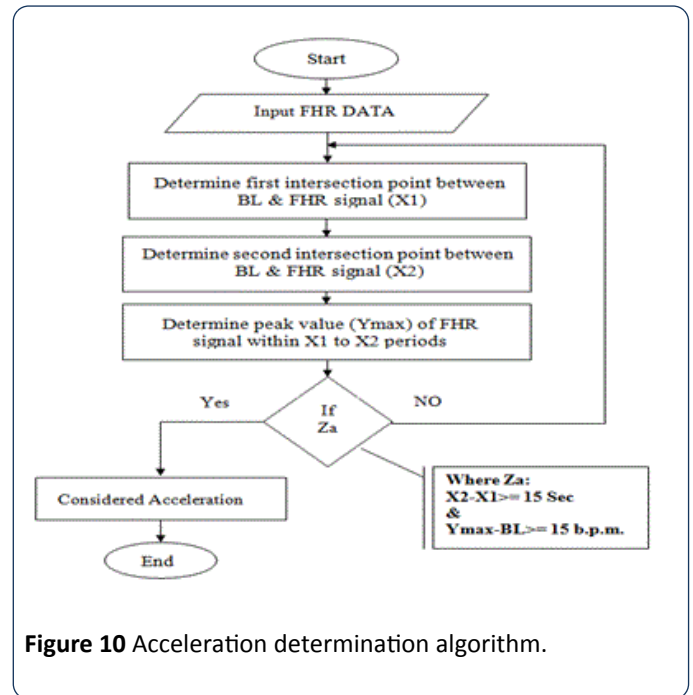 Start
Input FHR DATA
Determine first intersection point between
BL & FHR signal (X1)
Determine second intersection point between
BL & FHR signal (X2)
Determine peak value (Ymax) of FHR
signal within X1 to X2 periods
Yes
If
Za
NO
Considered Acceleration
Where Za:
X2-X1>= 15 Sec
&
Ymax-BL>= 15 b.p.m.
End
Figure 10 Acceleration determination algorithm.